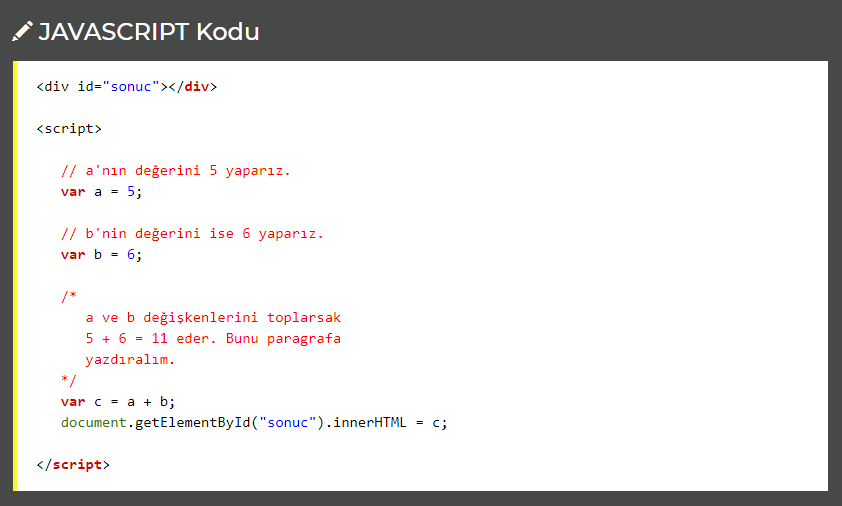 JAVASCRIPT Kodu
<div id="sonuc"></div>
<script>
// a'nın değerini 5 yaparız.
var a = 5;
// b'nin değerini ise 6 yaparız.
var b = 6;
/*
a ve b değişkenlerini toplarsak
5 + 6 = 11 eder. Bunu paragrafa
yazdıralım.
*/
var c = a + b;
document.getElementById("sonuc").innerHTML = c;
</script>